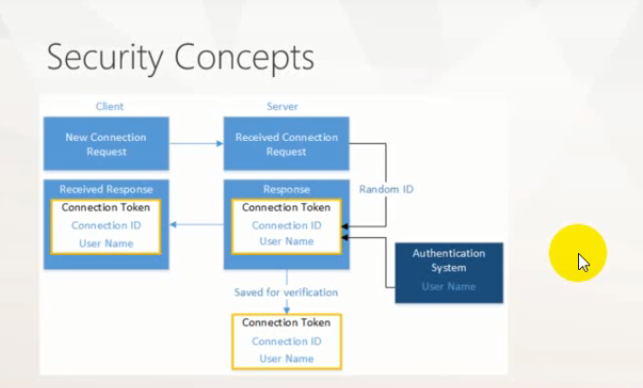 Security Concepts
Client
Server
New Connection
Request
Received Connection
Request
Received Response
Connection Token
Connection ID
User Name
Response
Connection Token
Connection ID
User Name
Random ID
Authentication
System
User Name
Saved for verification
Connection Token
Connection ID
User Name